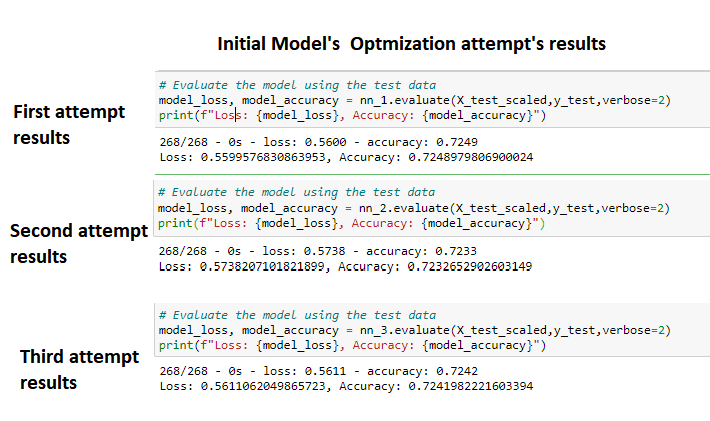 Initial Model's  Optmization attempt's results
First attempt
results
# Evaluate the model using the test data
model_loss, model_accuracy = nn_1.evaluate(X_test_scaled,y_test,verbose=2)
print(f"Loss: {model_loss}, Accuracy: {model_accuracy}")
268/268 - 0s - loss: 0.5600 - accuracy: 0.7249
Loss: 0.5599576830863953, Accuracy: 0.7248979806900024
Second attempt
results
# Evaluate the model using the test data
model_loss, model_accuracy = nn_2.evaluate(X_test_scaled,y_test,verbose=2)
print(f"Loss: {model_loss}, Accuracy: {model_accuracy}")
268/268 - 0s - loss: 0.5738 - accuracy: 0.7233
Loss: 0.5738207101821899, Accuracy: 0.7232652902603149
Third attempt
results
# Evaluate the model using the test data
model_loss, model_accuracy = nn_3.evaluate(X_test_scaled,y_test,verbose=2)
print(f"Loss: {model_loss}, Accuracy: {model_accuracy}")
268/268 - 0s - loss: 0.5611 - accuracy: 0.7242
Loss: 0.5611062049865723, Accuracy: 0.7241982221603394